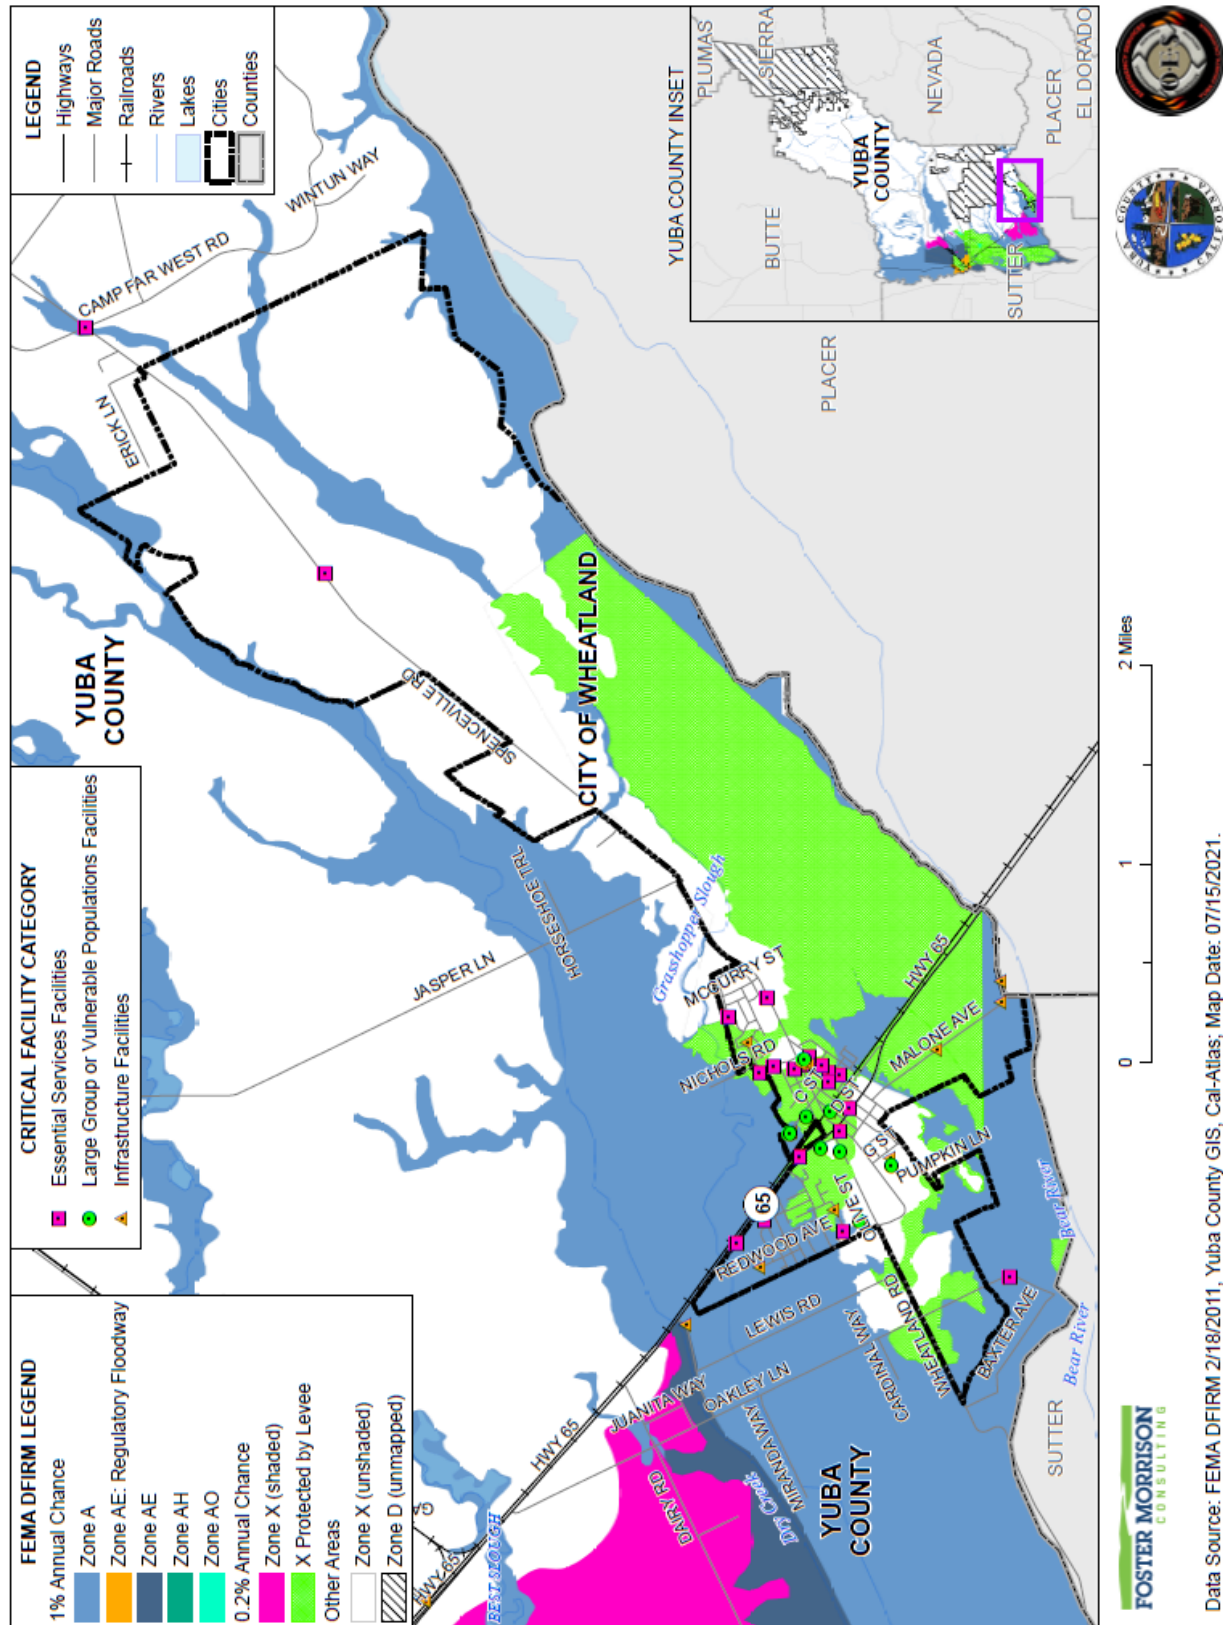 LEGEND
Highways
Major Roads
Railroads
Rivers
Lakes
Cities
Counties
CRITICAL FACILITY CATEGORY
Essential Services Facilities
Large Group or Vulnerable Populations Facilities
Infrastructure Facilities
FEMA DFIRM LEGEND
1% Annual Chance
Zone A
Zone AE: Regulatory Floodway
Zone AE
Zone AH
Zone AO
0.2% Annual Chance
Zone X (shaded)
X Protected by Levee
Other Areas
Zone X (unshaded)
Zone D (unmapped)
YUBA COUNTY INSET
PLUMAS
SIERRA
BUTTE
YUBA
COUNTY
NEVADA
SUTTER
PLACER
EL DORADO
WINTUN WAY
CAMP FAR WEST RD
ERICK LN
YUBA
COUNTY
SPENCEVILLE RD
CITY OF WHEATLAND
PLACER
HORSESHOE TRL
JASPER LN
Grasshopper Slough
MCCURRY ST
NICHOLS RD
HWY 65
MALONE AVE
C ST
D ST
G ST
PUMPKIN LN
OLIVE ST
65
REDWOOD AVE
LEWIS RD
WHEATLAND RD
CARDINAL WAY
BAXTER AVE
Bear River
Bear River
OAKLEY LN
JUANITA WAY
MIRANDA WAY
HWY 65
DAIRY RD
Dry Creek
HWY 65
BEST SLOUGH
YUBA
COUNTY
SUTTER
0
1
2 Miles
YUBA COUNTY
CALIFORNIA
FOSTER MORRISON
CONSULTING
Data Source: FEMA DFIRM 2/18/2011, Yuba County GIS, Cal-Atlas; Map Date: 07/15/2021.